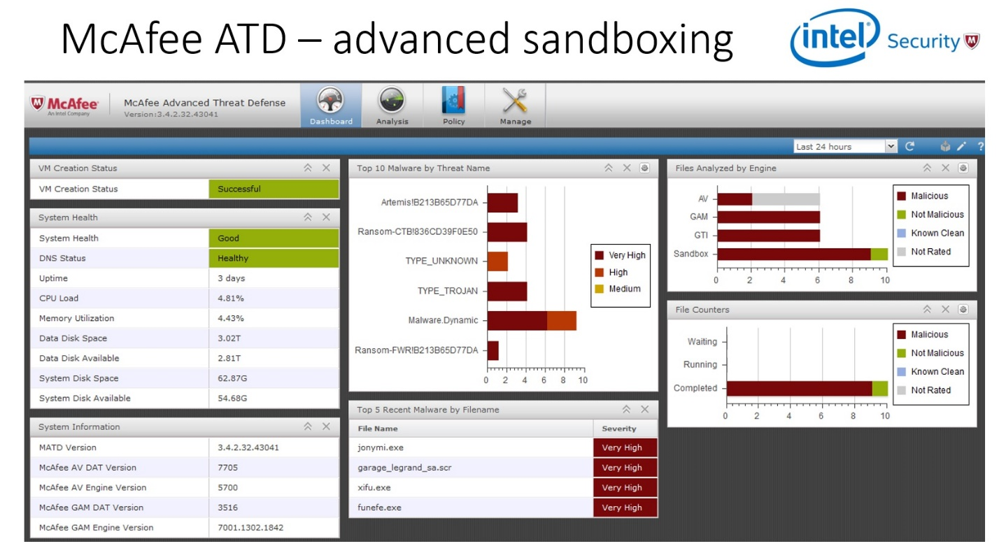 McAfee ATD – advanced sandboxing
intel Security
McAfee
An Intel Company
McAfee Advanced Threat Defense
Version:3.4.2.32.43041
Dashboard
Analysis
Policy
Manage
Last 24 hours
?
VM Creation Status
VM Creation Status Successful
System Health
System Health Good
DNS Status Healthy
Uptime 3 days
CPU Load 4.81%
Memory Utilization 4.43%
Data Disk Space 3.02T
Data Disk Available 2.81T
System Disk Space 62.87G
System Disk Available 54.68G
System Information
MATD Version 3.4.2.32.43041
McAfee AV DAT Version 7705
McAfee AV Engine Version 5700
McAfee GAM DAT Version 3516
McAfee GAM Engine Version 7001.1302.1842
Top 10 Malware by Threat Name
Artemis!B213B65D77DA
Ransom-CTB!836CD39F0E50
TYPE_UNKNOWN
TYPE_TROJAN
Malware.Dynamic
Ransom-FWR!B213B65D77DA
0 2 4 6 8 10
Very High
High
Medium
Top 5 Recent Malware by Filename
File Name Severity
jonymi.exe Very High
garage_legrand_sa.scr Very High
xifu.exe Very High
funefe.exe Very High
Files Analyzed by Engine
AV
GAM
GTI
Sandbox
0 2 4 6 8 10
Malicious
Not Malicious
Known Clean
Not Rated
File Counters
Waiting
Running
Completed
0 2 4 6 8 10
Malicious
Not Malicious
Known Clean
Not Rated